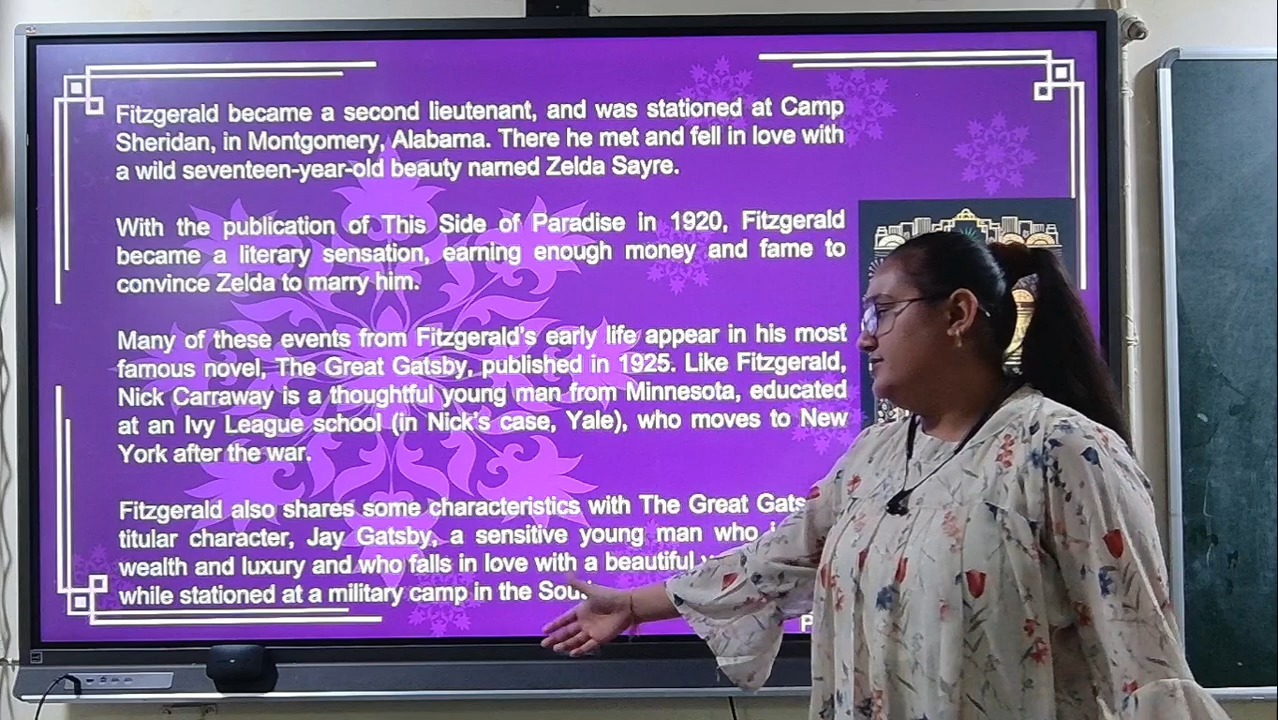 Fitzgerald became a second lieutenant, and was stationed at Camp
Sheridan, in Montgomery, Alabama. There he met and fell in love with
a wild seventeen-year-old beauty named Zelda Sayre.
With the publication of This Side of Paradise in 1920, Fitzgerald
became a literary sensation, earning enough money and fame to
convince Zelda to marry him.
Many of these events from Fitzgerald's early life appear in his most
famous novel, The Great Gatsby, published in 1925. Like Fitzgerald,
Nick Carraway is a thoughtful young man from Minnesota, educated
at an Ivy League school (in Nick's case, Yale), who moves to New
York after the war.
Fitzgerald also shares some characteristics with The Great
titular character, Jay Gatsby, a sensitive young man who
wealth and luxury and who falls in love with a beautiful
while stationed at a military camp in the